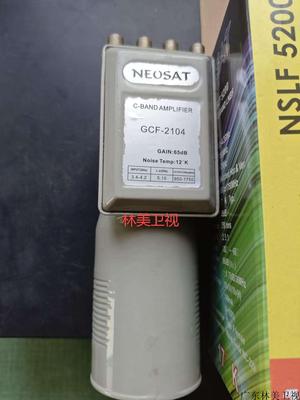 NEOSAT
C-BAND AMPLIFIER
GCF-2104
GAIN:65dB
Noise Temp:12°K
3.4-4.2 5.15 950-1750
林美卫视
NSLF 5200
广东林美卫视